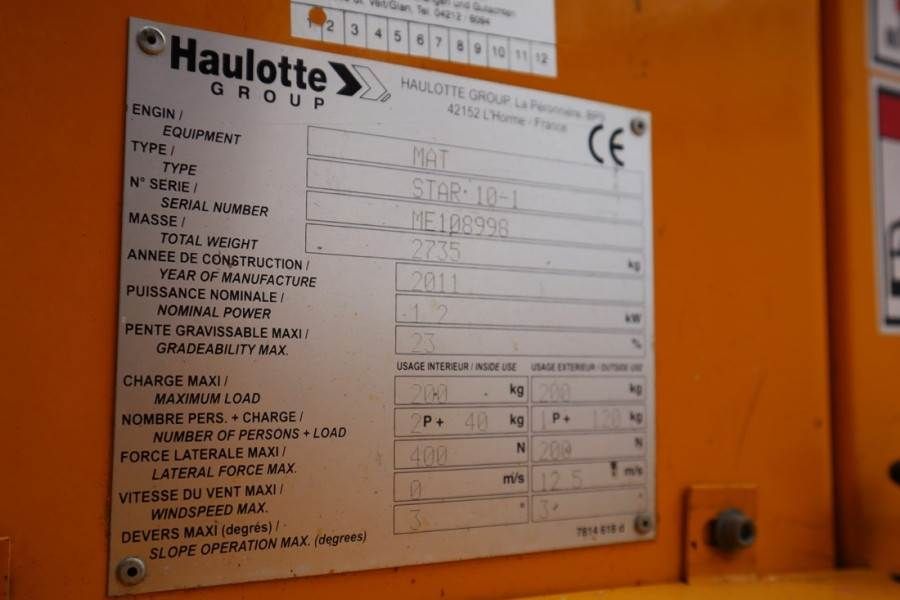 Veit/Glan, Tel. 04212 / 6084
1 2 3 4 5 6 7 8 9 10 11 12
Haulotte
GROUP
HAULOTTE GROUP La Péronnière, BP9
42152 L'Horme - France
CE
ENGIN /
EQUIPMENT MAT
TYPE /
TYPE STAR 10-1
N° SERIE /
SERIAL NUMBER ME108998
MASSE /
TOTAL WEIGHT 2735 kg
ANNEE DE CONSTRUCTION /
YEAR OF MANUFACTURE 2011
PUISSANCE NOMINALE /
NOMINAL POWER 1.2 kW
PENTE GRAVISSABLE MAXI /
GRADEABILITY MAX. 23 %
USAGE INTERIEUR / INSIDE USE USAGE EXTERIEUR / OUTSIDE USE
CHARGE MAXI /
MAXIMUM LOAD 200 kg 200 kg
NOMBRE PERS. + CHARGE /
NUMBER OF PERSONS + LOAD 2 P + 40 kg 1 P + 120 kg
FORCE LATERALE MAXI /
LATERAL FORCE MAX. 400 N 200 N
VITESSE DU VENT MAXI /
WINDSPEED MAX. 0 m/s 12.5 m/s
DEVERS MAXI (degrés) /
SLOPE OPERATION MAX. (degrees) 3 ° 3 °
7814 618 d